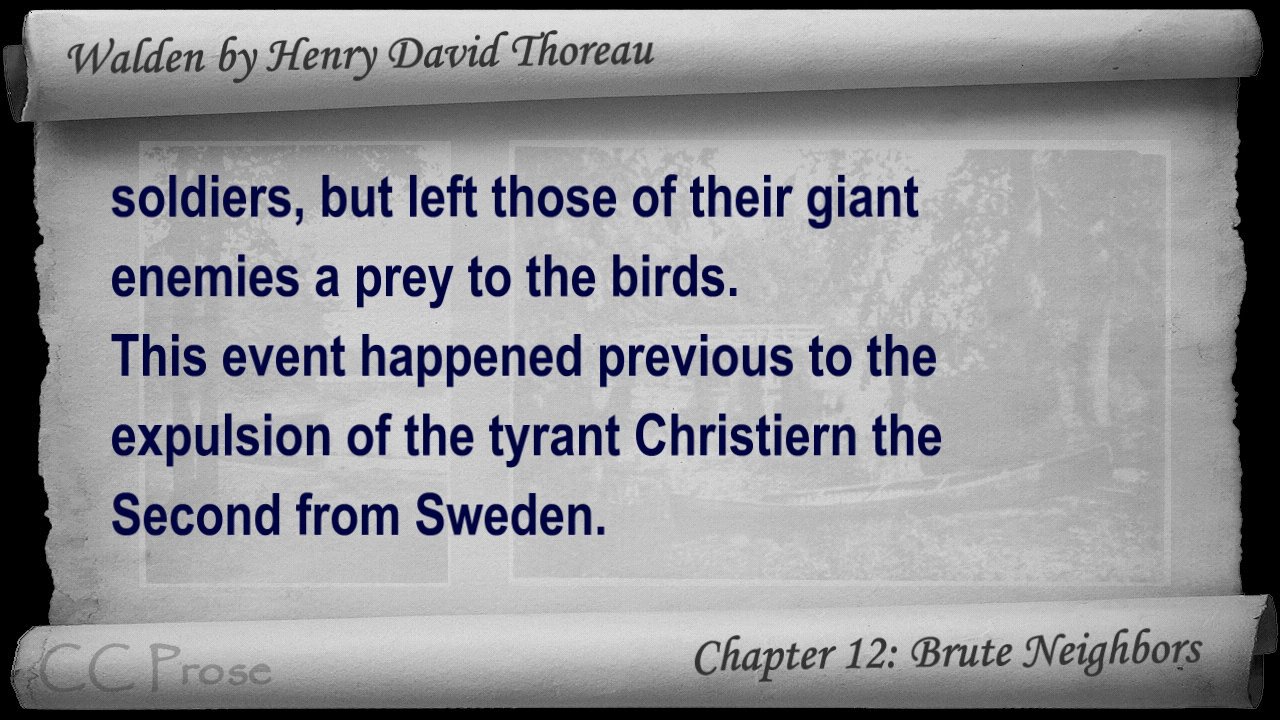 Walden by Henry David Thoreau
soldiers, but left those of their giant
enemies a prey to the birds.
This event happened previous to the
expulsion of the tyrant Christiern the
Second from Sweden.
CC Prose
Chapter 12: Brute Neighbors